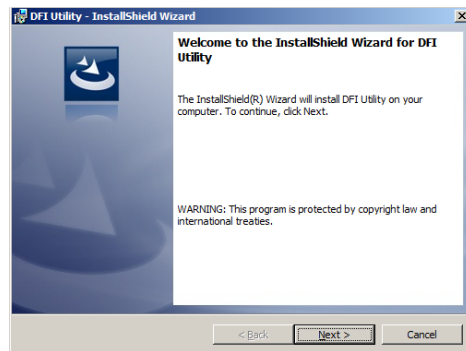 DFI Utility - InstallShield Wizard
Welcome to the InstallShield Wizard for DFI
Utility
The InstallShield(R) Wizard will install DFI Utility on your
computer. To continue, click Next.
WARNING: This program is protected by copyright law and
international treaties.
< Back Next > Cancel